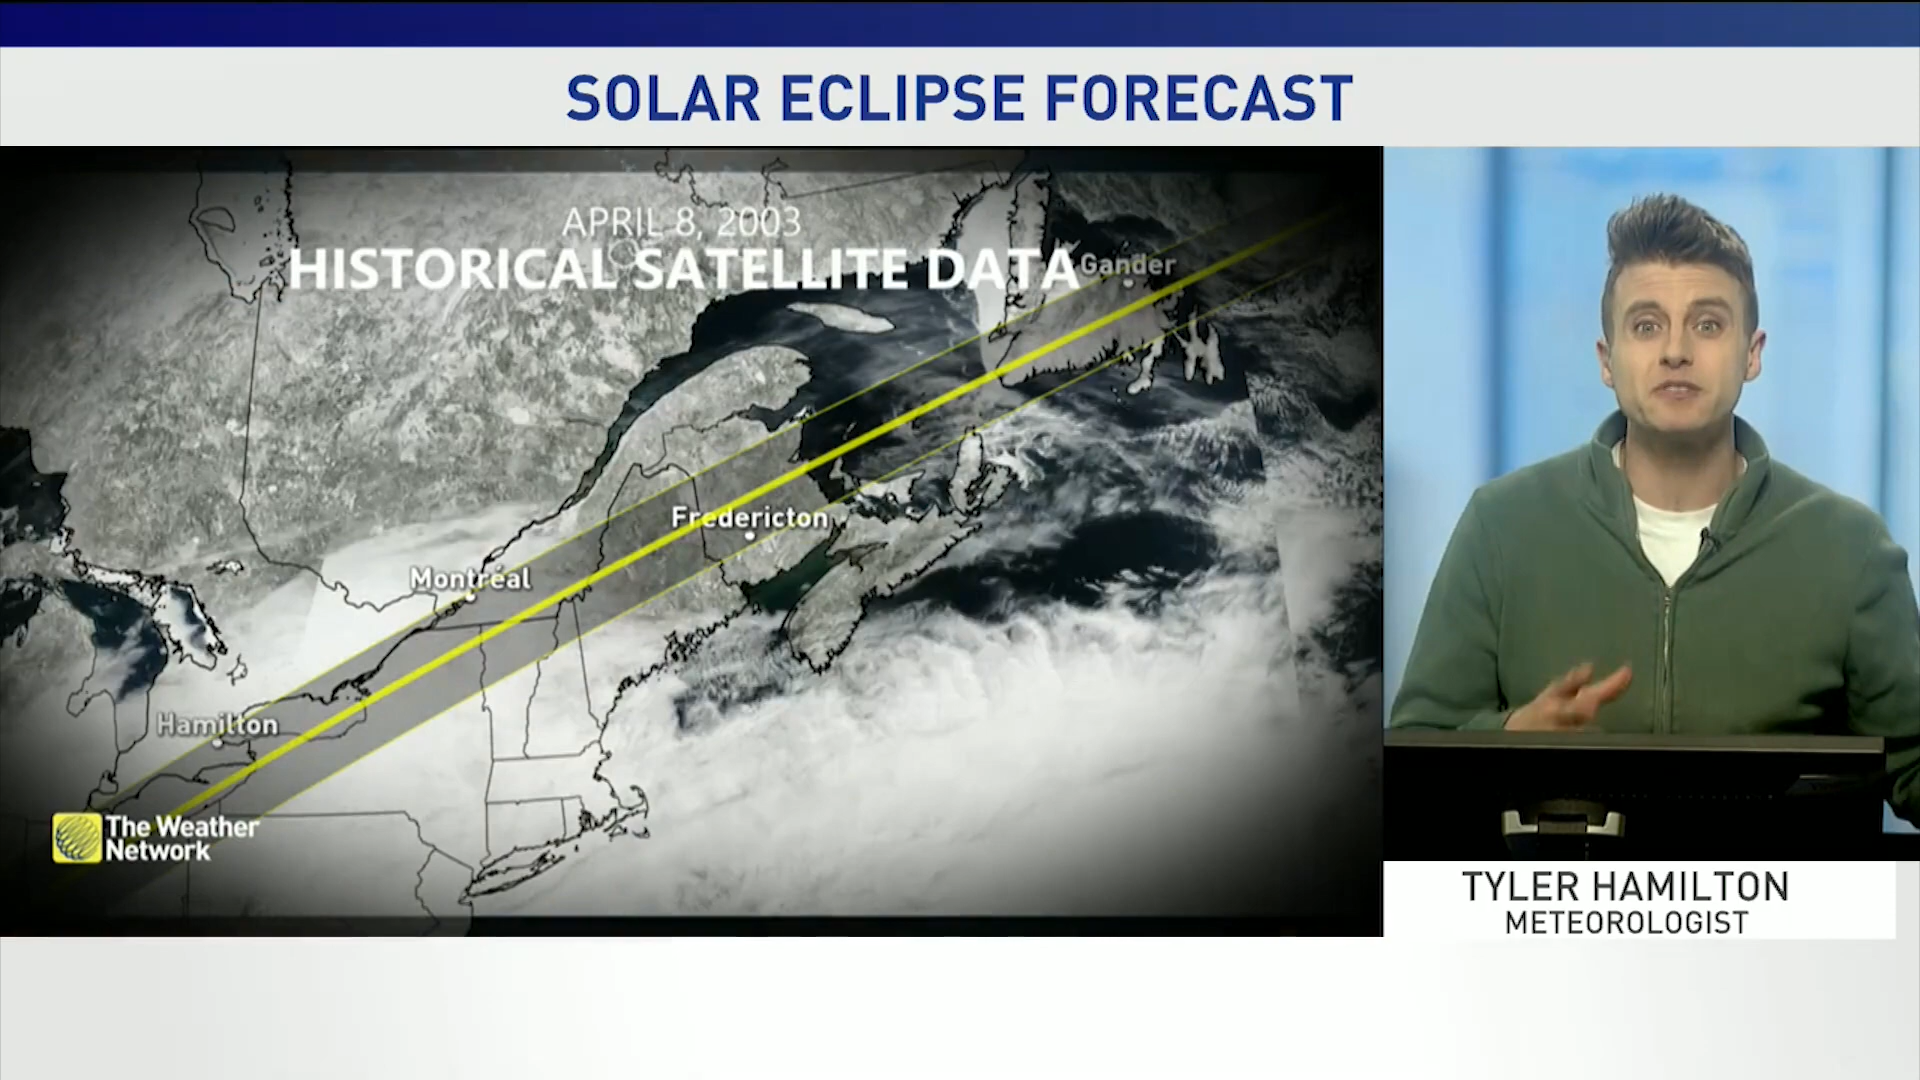 SOLAR ECLIPSE FORECAST
APRIL 8, 2003
HISTORICAL SATELLITE DATA
Gander
Fredericton
Montréal
Hamilton
The Weather
Network
TYLER HAMILTON
METEOROLOGIST